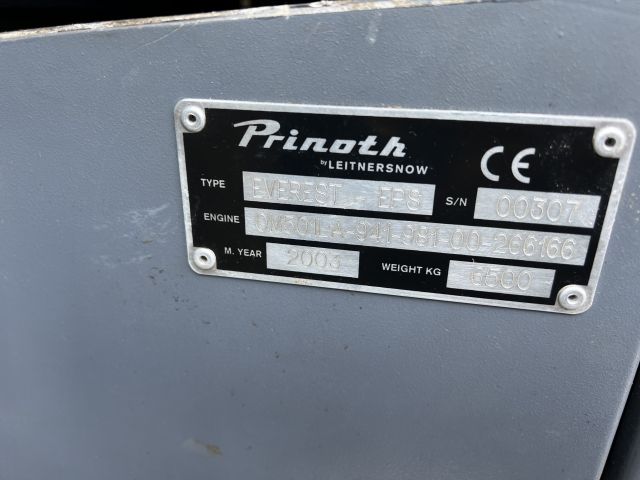 Prinoth
by LEITNERSNOW
CE
TYPE EVEREST - EPS S/N 00307
ENGINE OM501LA-941-981-00-266166
M. YEAR 2003 WEIGHT KG 6500